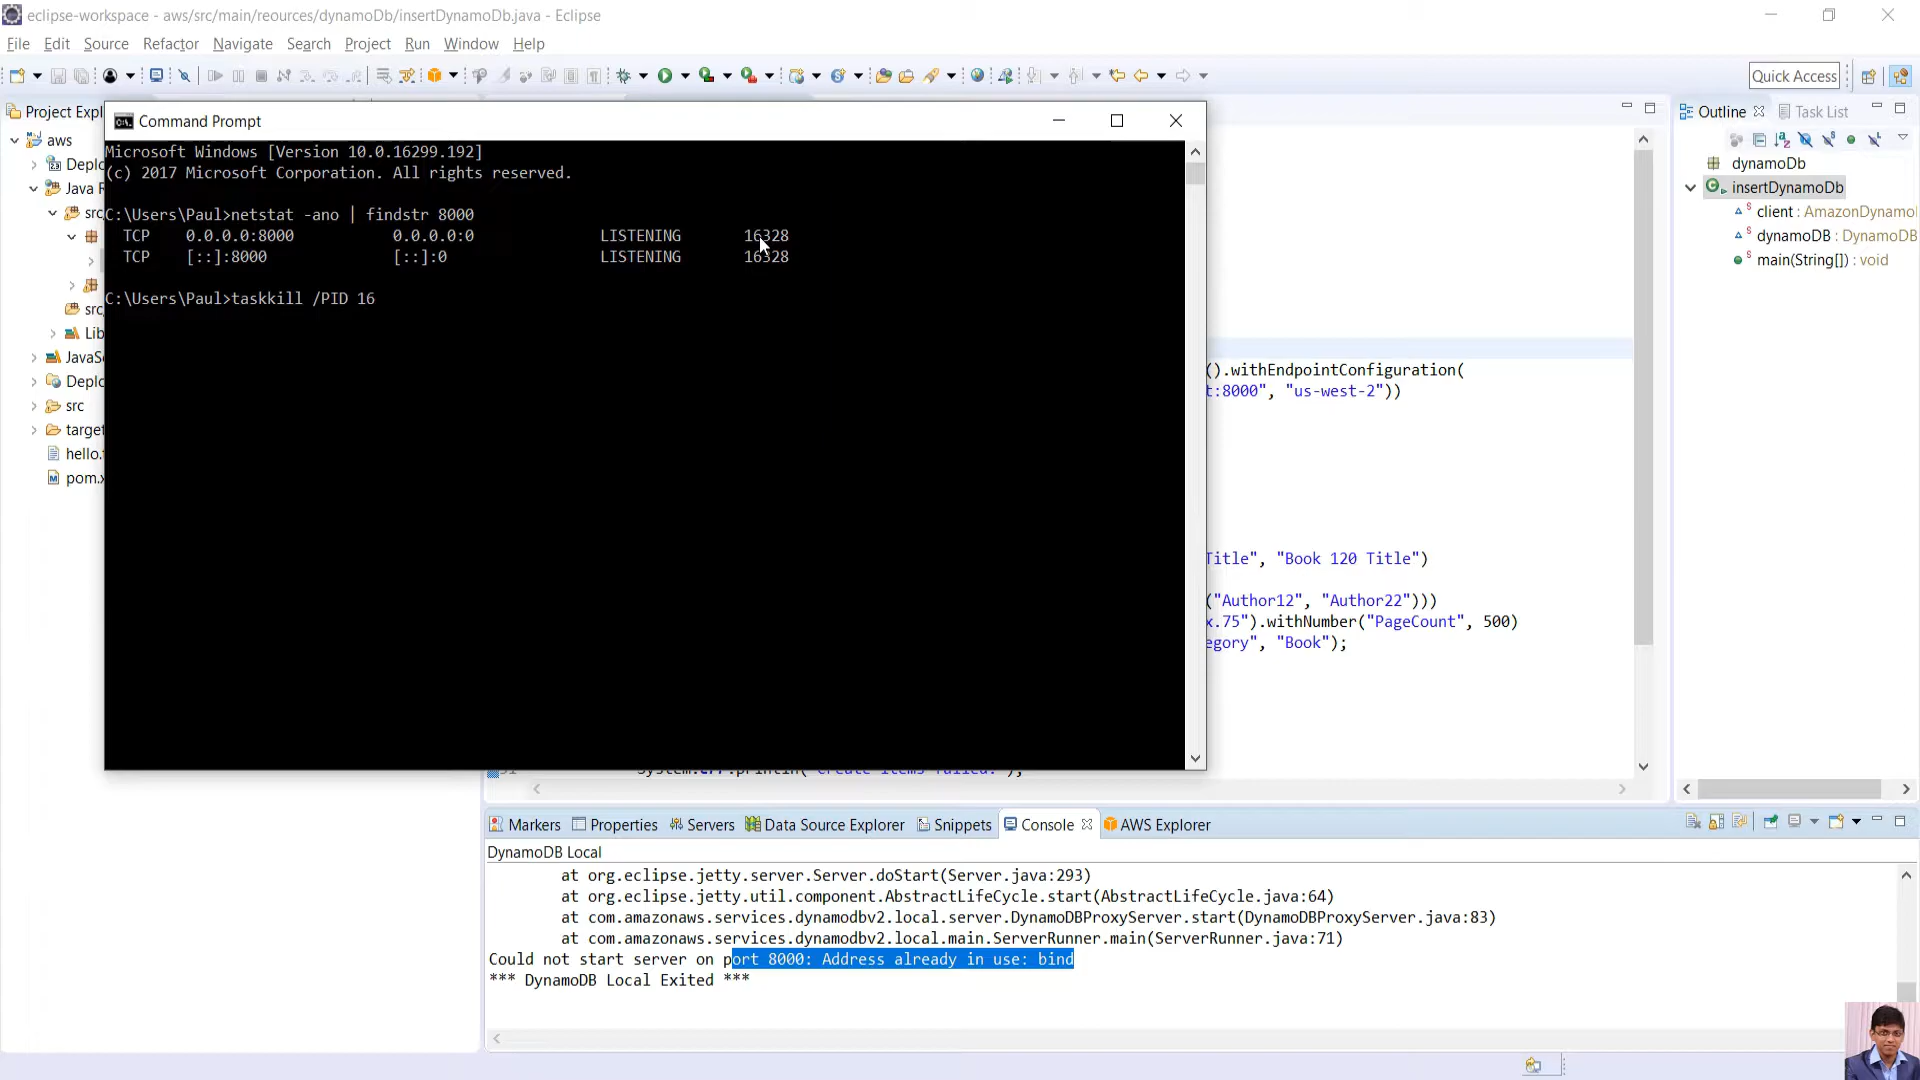 eclipse-workspace - aws/src/main/reources/dynamoDb/insertDynamoDb.java - Eclipse
File Edit Source Refactor Navigate Search Project Run Window Help
Quick Access
Project Expl
aws
Deplo
Java R
src
src/
Lib
JavaSc
Deplo
src
target
hello.t
pom.x
Command Prompt
Microsoft Windows [Version 10.0.16299.192]
(c) 2017 Microsoft Corporation. All rights reserved.
C:\Users\Paul>netstat -ano | findstr 8000
TCP 0.0.0.0:8000 0.0.0.0:0 LISTENING 16328
TCP [::]:8000 [::]:0 LISTENING 16328
C:\Users\Paul>taskkill /PID 16
().withEndpointConfiguration(
t:8000", "us-west-2"))
Title", "Book 120 Title")
("Author12", "Author22")))
x.75").withNumber("PageCount", 500)
egory", "Book");
Outline Task List
dynamoDb
insertDynamoDb
client : AmazonDynamo
dynamoDB : DynamoDB
main(String[]) : void
Markers Properties Servers Data Source Explorer Snippets Console AWS Explorer
DynamoDB Local
at org.eclipse.jetty.server.Server.doStart(Server.java:293)
at org.eclipse.jetty.util.component.AbstractLifeCycle.start(AbstractLifeCycle.java:64)
at com.amazonaws.services.dynamodbv2.local.server.DynamoDBProxyServer.start(DynamoDBProxyServer.java:83)
at com.amazonaws.services.dynamodbv2.local.main.ServerRunner.main(ServerRunner.java:71)
Could not start server on port 8000: Address already in use: bind
*** DynamoDB Local Exited ***